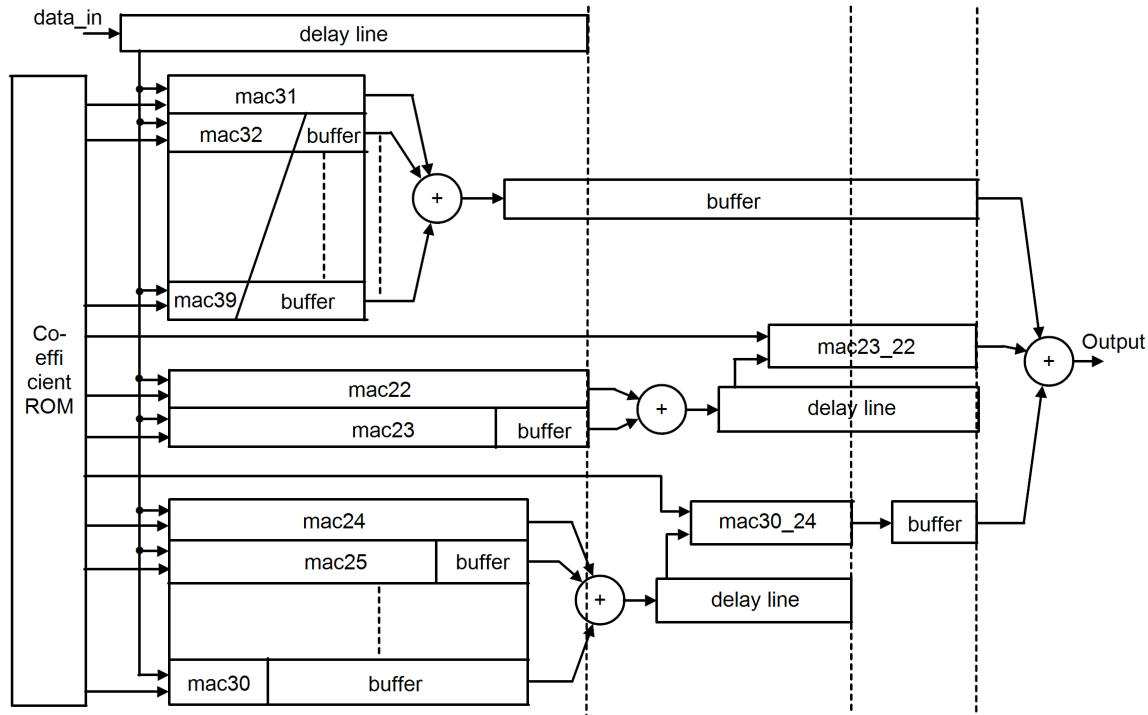 data_in
delay line
mac31
mac32
buffer
+
buffer
mac39
buffer
Co-
effi
cient
ROM
mac23_22
+
Output
mac22
+
delay line
mac23
buffer
mac24
mac30_24
buffer
mac25
buffer
+
delay line
mac30
buffer